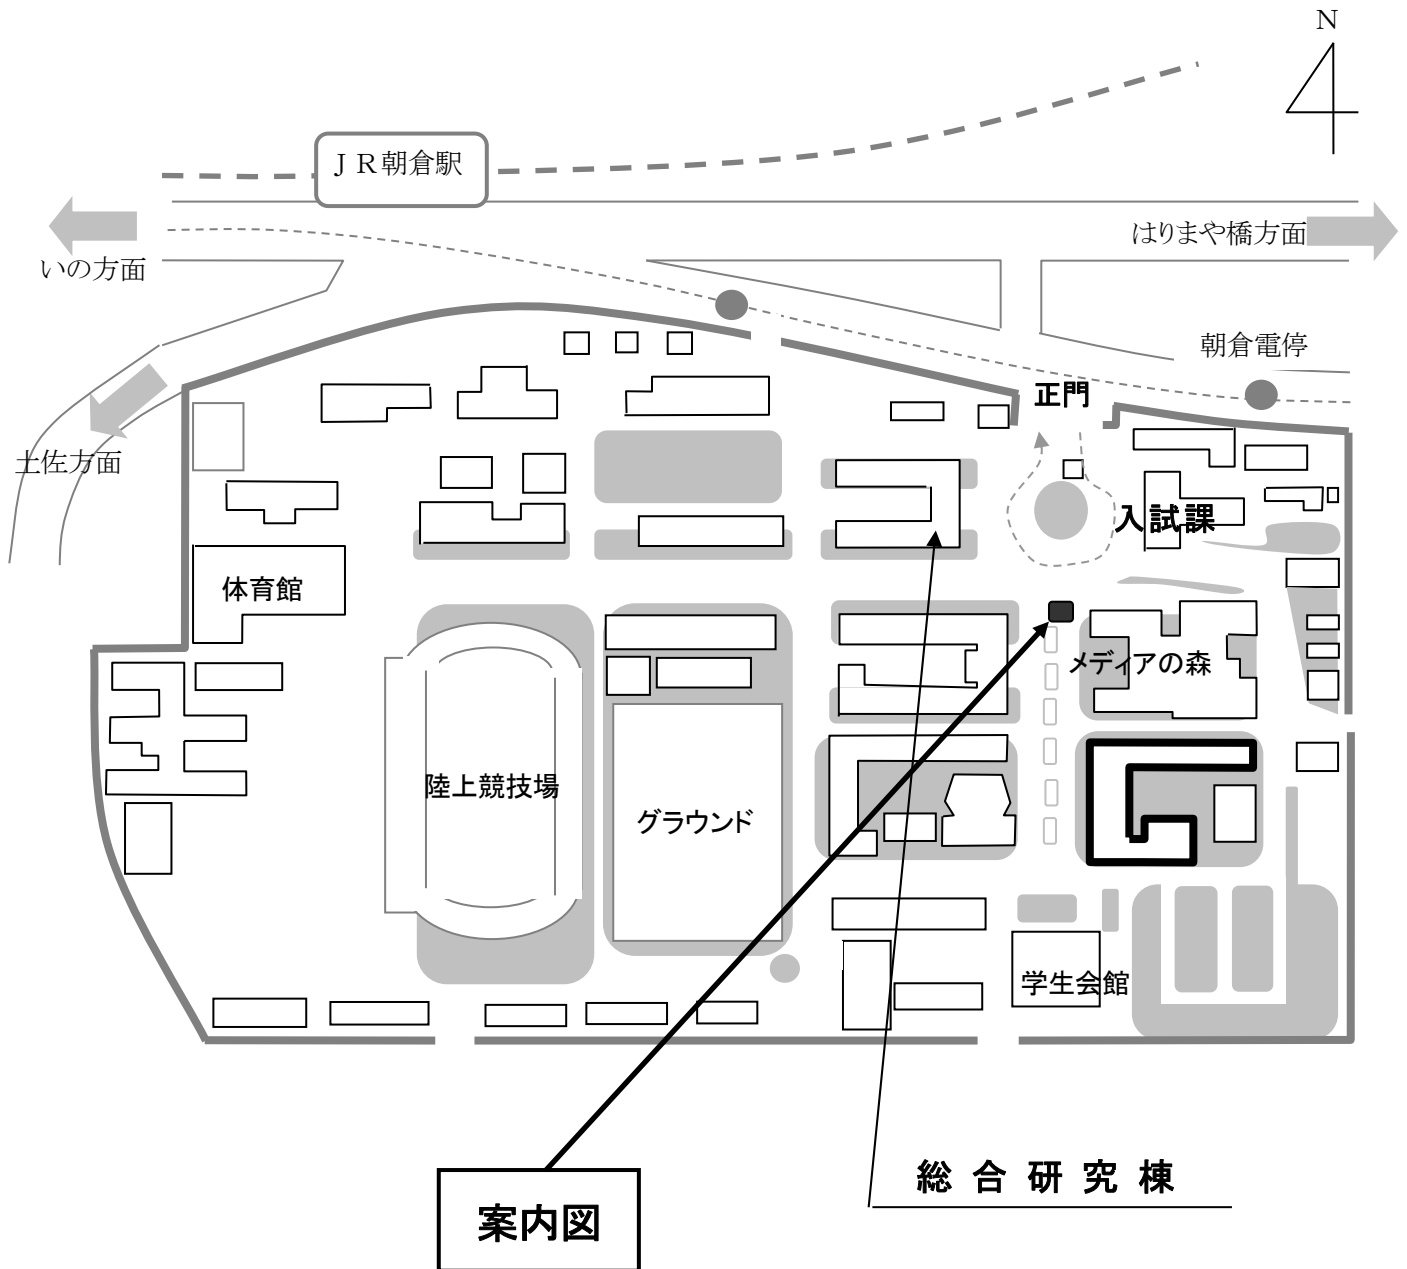 N
JR朝倉駅
はりまや橋方面
いの方面
朝倉電停
正門
土佐方面
入試課
体育館
メディアの森
陸上競技場
グラウンド
学生会館
総合研究棟
案内図